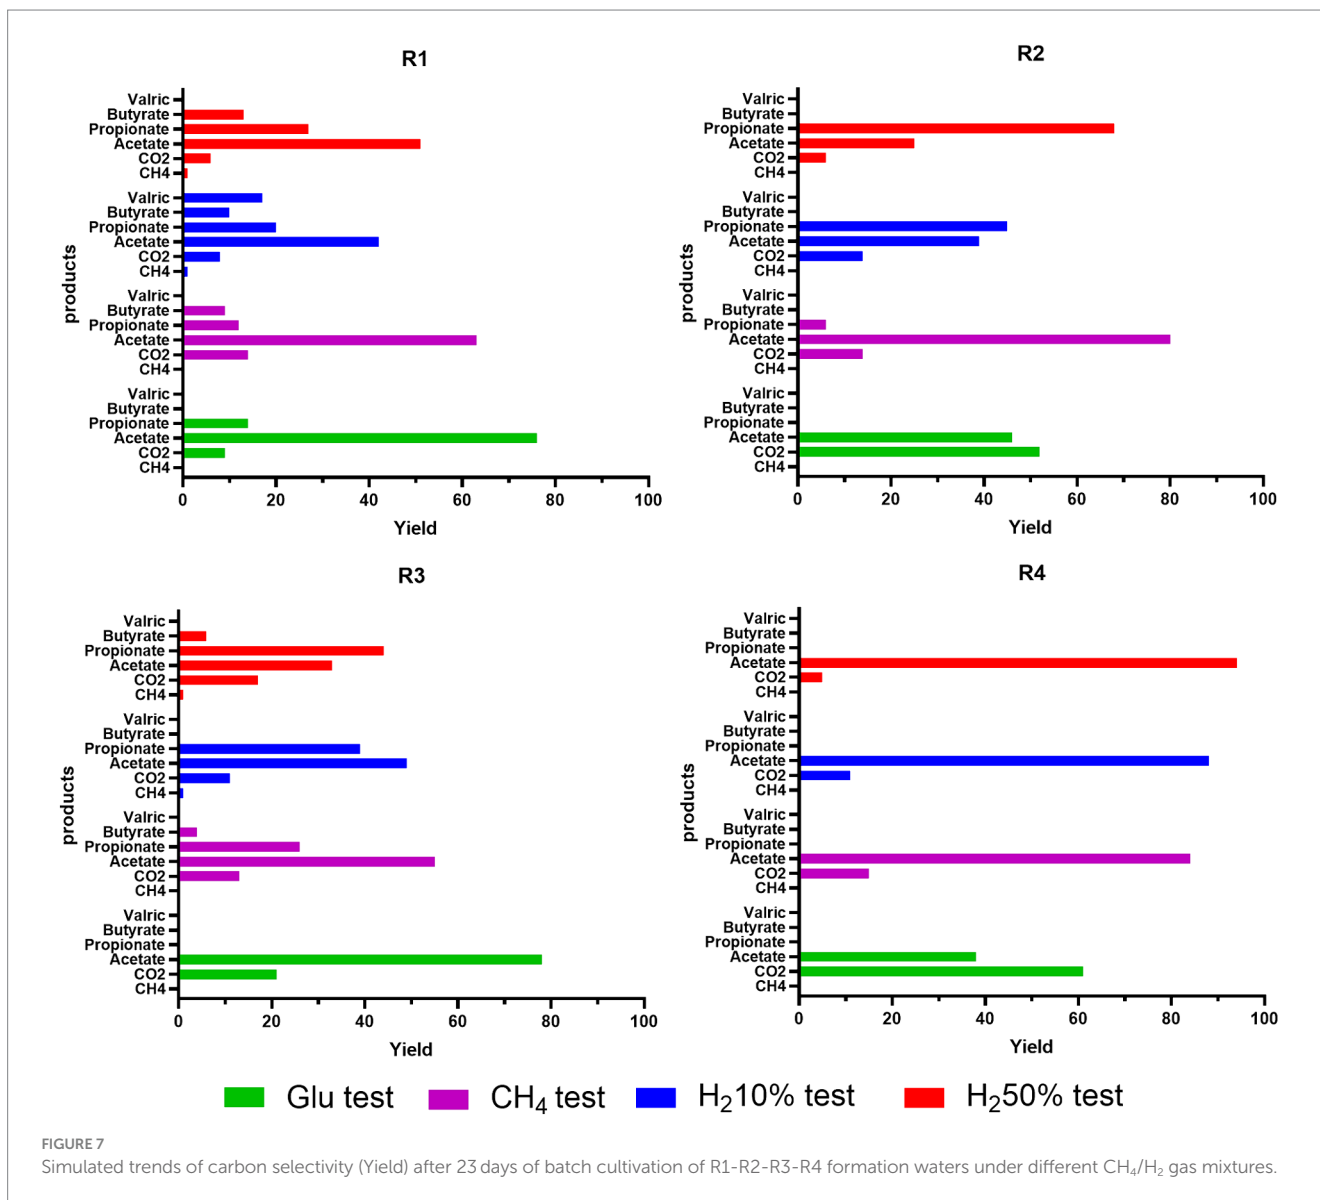 R1
Valric
Butyrate
Propionate
Acetate
CO2
CH4
Valric
Butyrate
Propionate
Acetate
CO2
CH4
Valric
Butyrate
Propionate
Acetate
CO2
CH4
Valric
Butyrate
Propionate
Acetate
CO2
CH4
products
0 20 40 60 80 100
Yield
R2
Valric
Butyrate
Propionate
Acetate
CO2
CH4
Valric
Butyrate
Propionate
Acetate
CO2
CH4
Valric
Butyrate
Propionate
Acetate
CO2
CH4
Valric
Butyrate
Propionate
Acetate
CO2
CH4
products
0 20 40 60 80 100
Yield
R3
Valric
Butyrate
Propionate
Acetate
CO2
CH4
Valric
Butyrate
Propionate
Acetate
CO2
CH4
Valric
Butyrate
Propionate
Acetate
CO2
CH4
Valric
Butyrate
Propionate
Acetate
CO2
CH4
products
0 20 40 60 80 100
Yield
R4
Valric
Butyrate
Propionate
Acetate
CO2
CH4
Valric
Butyrate
Propionate
Acetate
CO2
CH4
Valric
Butyrate
Propionate
Acetate
CO2
CH4
Valric
Butyrate
Propionate
Acetate
CO2
CH4
products
0 20 40 60 80 100
Yield
Glu test CH₄ test H₂10% test H₂50% test
FIGURE 7
Simulated trends of carbon selectivity (Yield) after 23 days of batch cultivation of R1-R2-R3-R4 formation waters under different CH₄/H₂ gas mixtures.